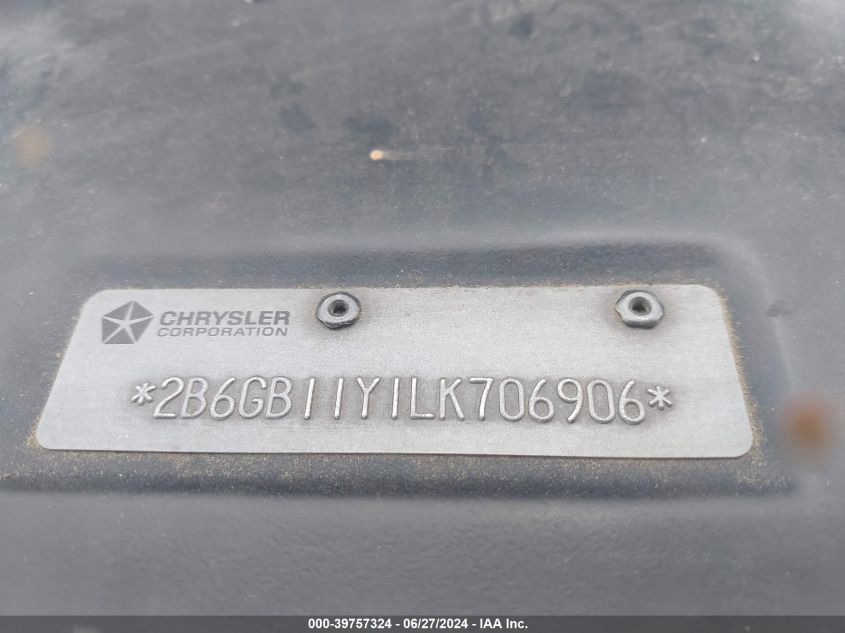 CHRYSLER
CORPORATION
*2B6GB11Y1LK706906*
000-39757324 | 06/27/2024 - IAA Inc.